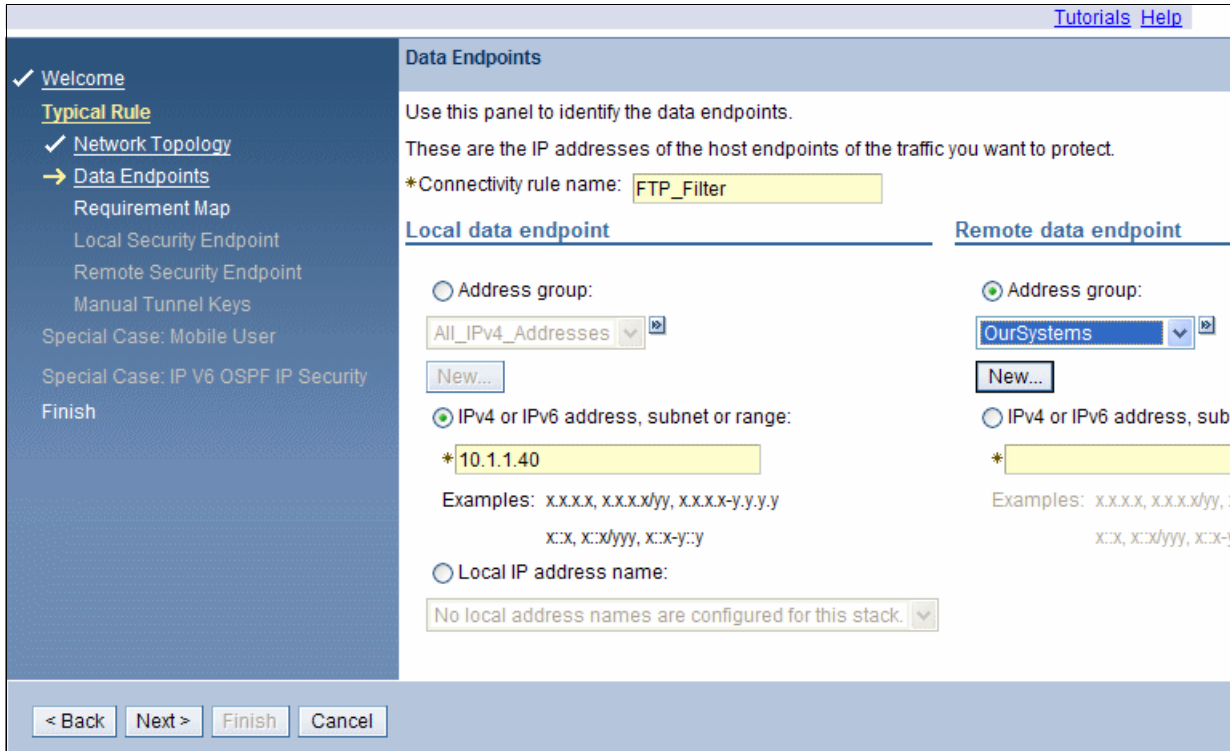 Tutorials Help
Welcome
Typical Rule
Network Topology
Data Endpoints
Requirement Map
Local Security Endpoint
Remote Security Endpoint
Manual Tunnel Keys
Special Case: Mobile User
Special Case: IP V6 OSPF IP Security
Finish
Data Endpoints
Use this panel to identify the data endpoints.
These are the IP addresses of the host endpoints of the traffic you want to protect.
*Connectivity rule name: FTP_Filter
Local data endpoint
Address group:
All_IPv4_Addresses
New...
IPv4 or IPv6 address, subnet or range:
*10.1.1.40
Examples: x.x.x.x, x.x.x.x/yy, x.x.x.x-y.y.y.y
x::x, x::x/yyy, x::x-y::y
Local IP address name:
No local address names are configured for this stack.
Remote data endpoint
Address group:
OurSystems
New...
IPv4 or IPv6 address, sub
*
Examples: x.x.x.x, x.x.x.x/yy,
x::x, x::x/yyy, x::x-y
< Back Next > Finish Cancel